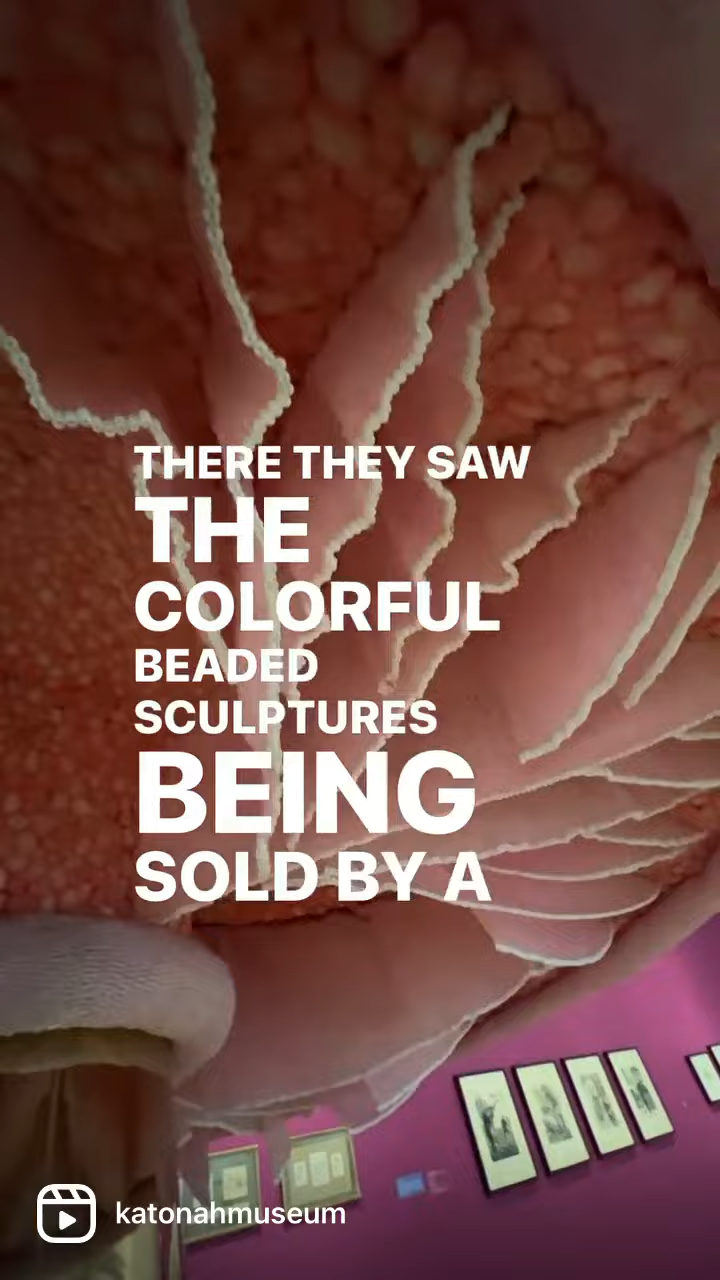 THERE THEY SAW
THE
COLORFUL
BEADED
SCULPTURES
BEING
SOLD BY A
katonahmuseum